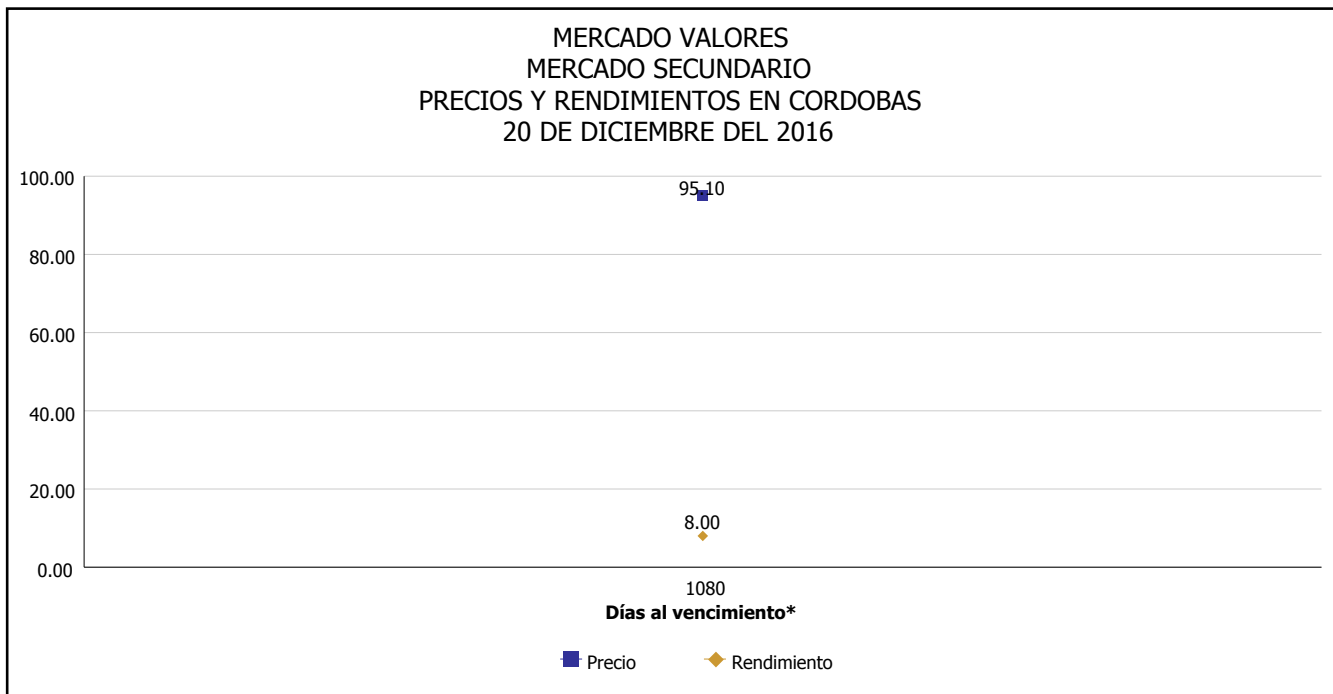 MERCADO VALORES
MERCADO SECUNDARIO
PRECIOS Y RENDIMIENTOS EN CORDOBAS
20 DE DICIEMBRE DEL 2016
100.00
95.10
80.00
60.00
40.00
20.00
8.00
0.00
1080
Días al vencimiento*
Precio Rendimiento